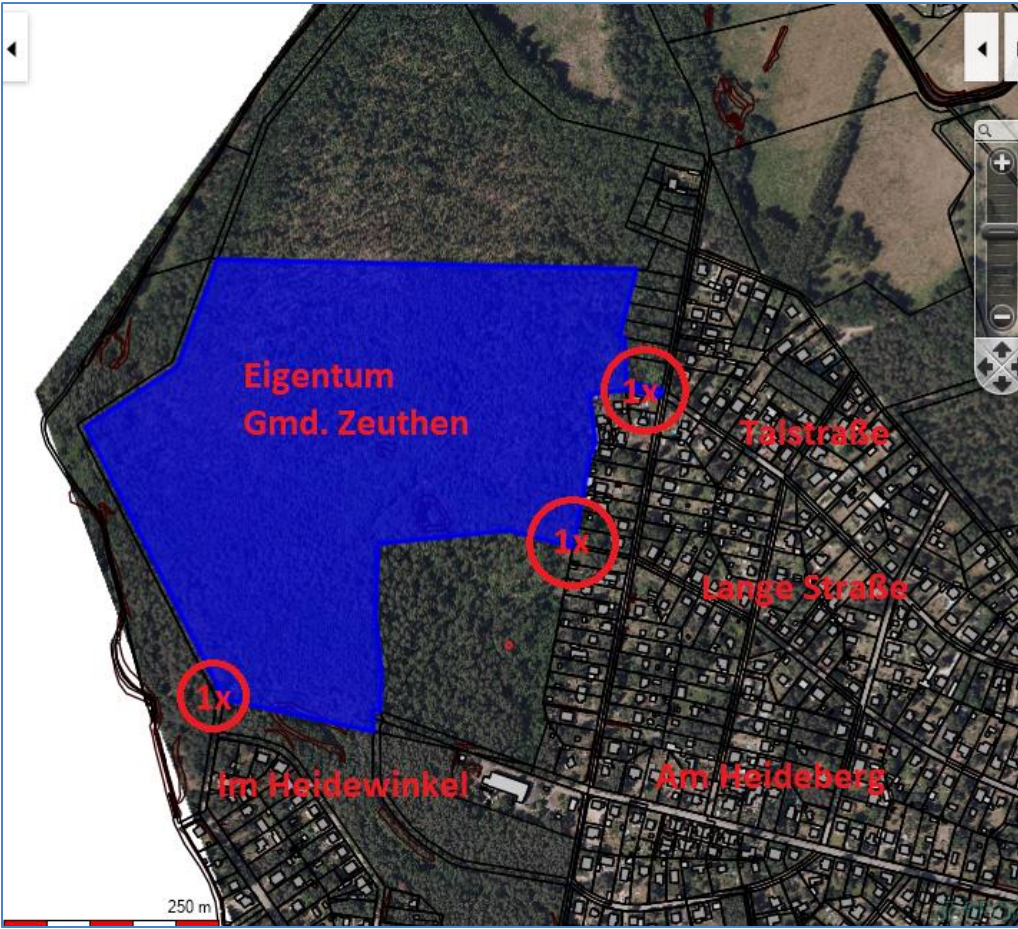 Eigentum
Gmd. Zeuthen
1x
Talstraße
1x
Lange Straße
1x
Im Heidewinkel
Am Heideberg
250 m